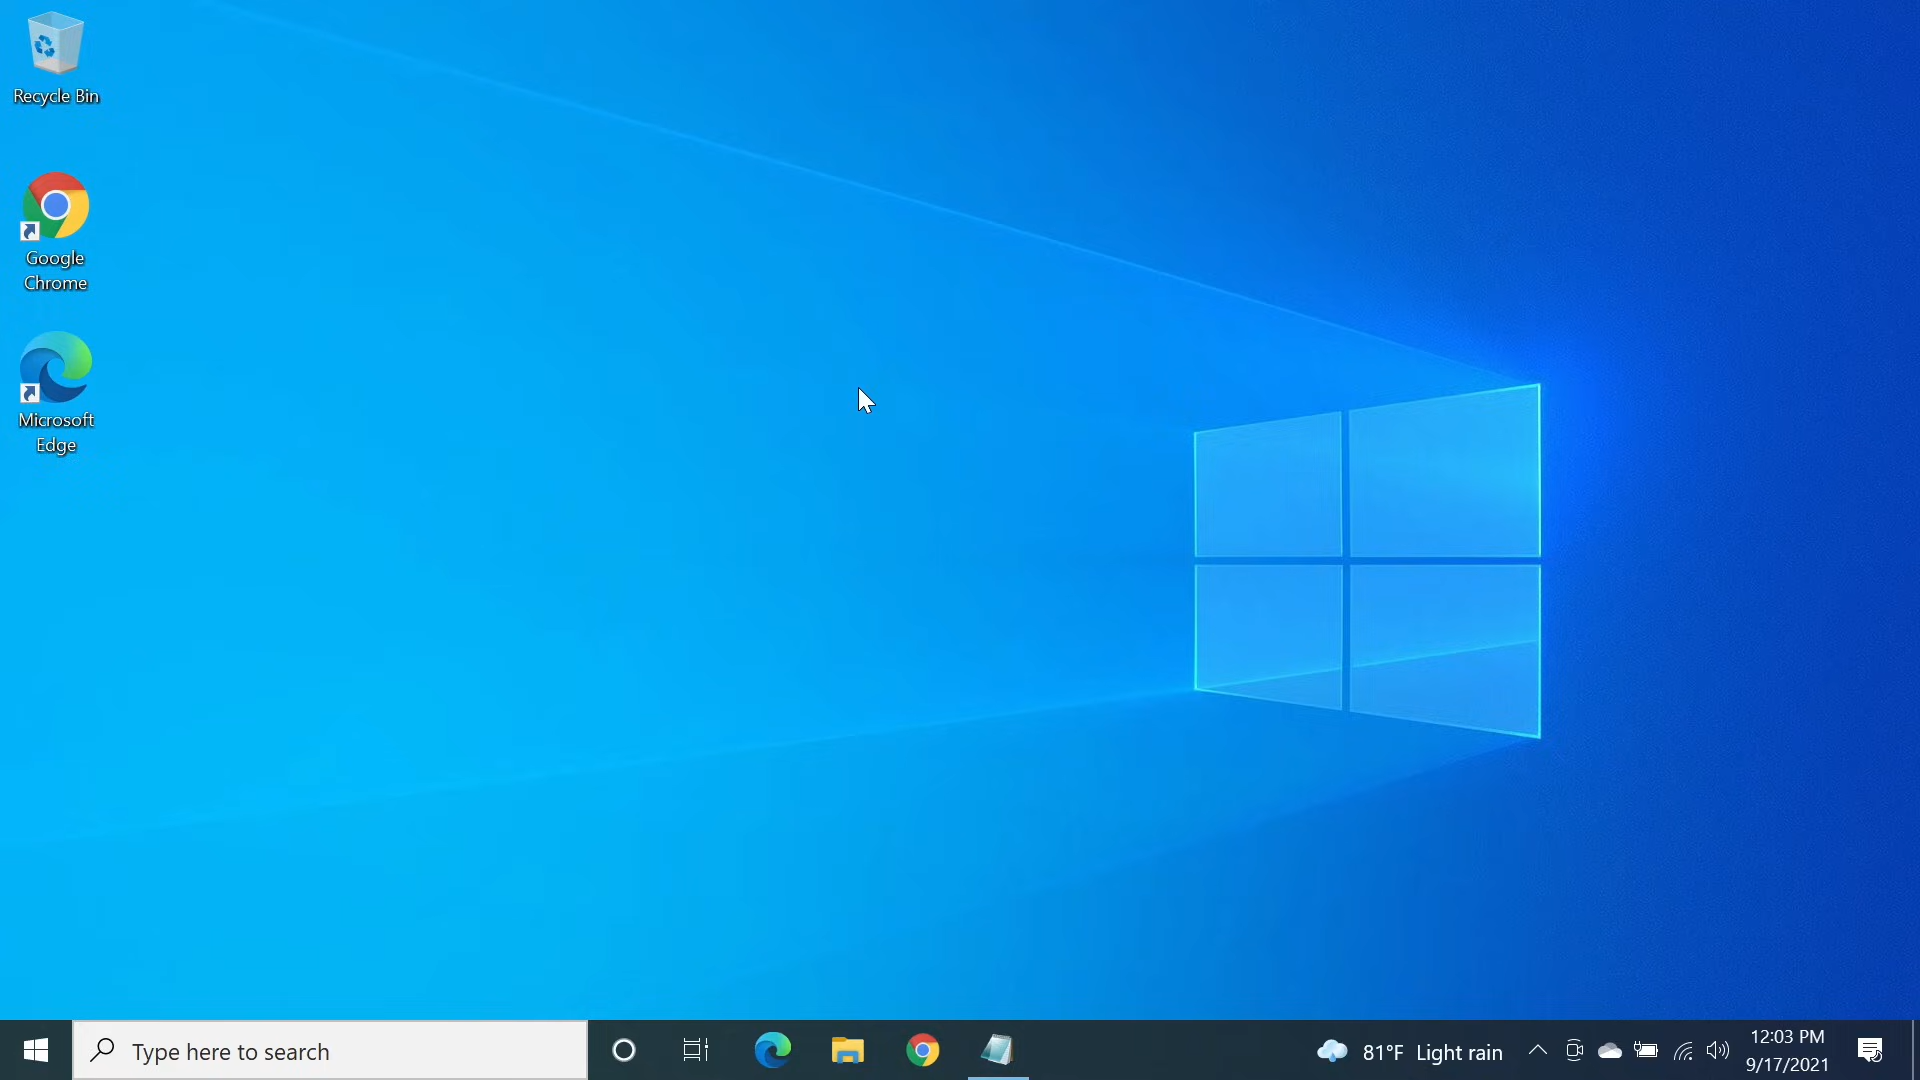 Recycle Bin
Google
Chrome
Microsoft
Edge
Type here to search
81°F Light rain
12:03 PM
9/17/2021